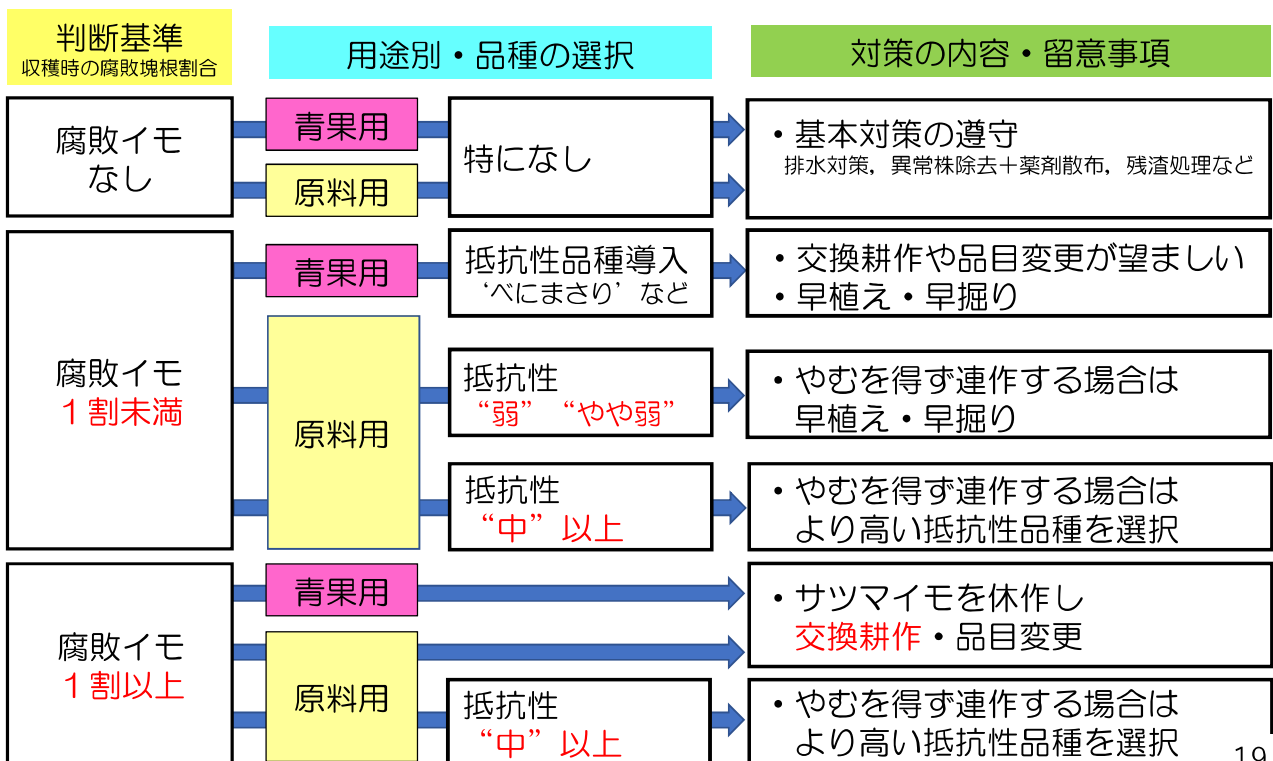 判断基準
収穫時の腐敗塊根割合
用途別・品種の選択
対策の内容・留意事項
腐敗イモ
なし
青果用
原料用
特になし
・基本対策の遵守
排水対策，異常株除去＋薬剤散布，残渣処理など
腐敗イモ
１割未満
青果用
抵抗性品種導入
‘べにまさり’など
・交換耕作や品目変更が望ましい
・早植え・早掘り
原料用
抵抗性
“弱”“やや弱”
・やむを得ず連作する場合は
早植え・早掘り
抵抗性
“中”以上
・やむを得ず連作する場合は
より高い抵抗性品種を選択
腐敗イモ
１割以上
青果用
・サツマイモを休作し
交換耕作・品目変更
原料用
抵抗性
“中”以上
・やむを得ず連作する場合は
より高い抵抗性品種を選択
19